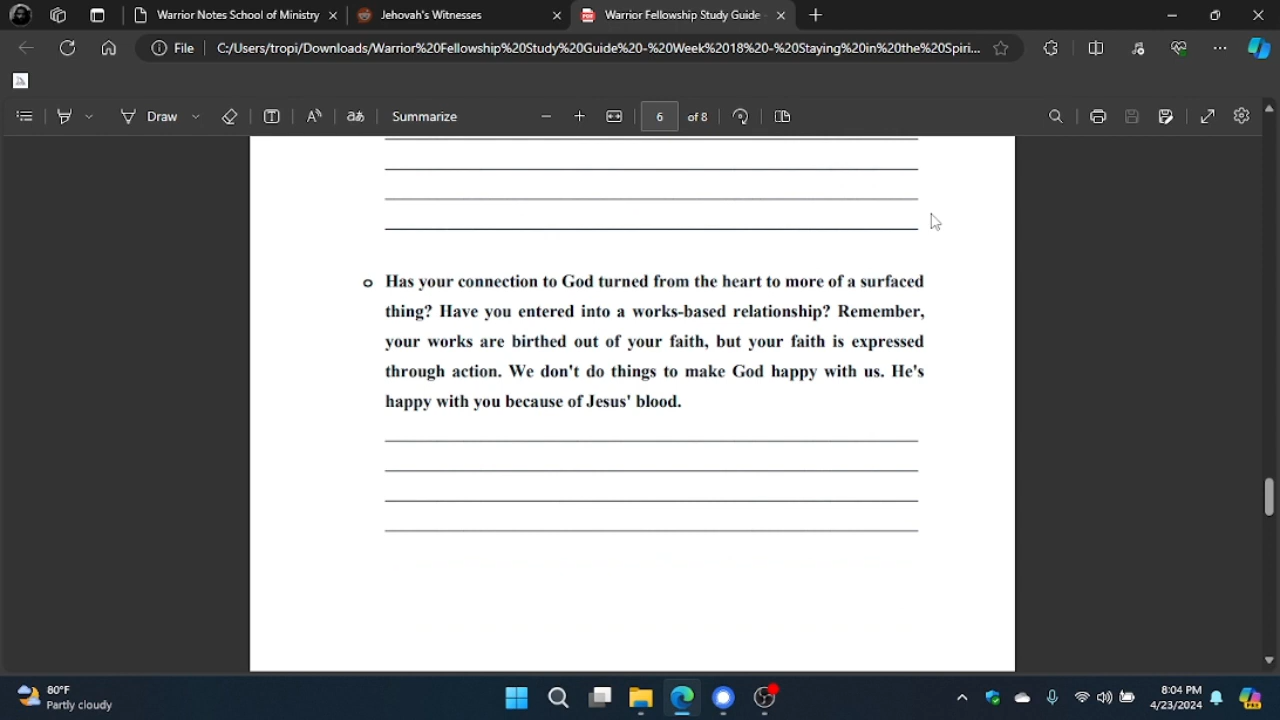 Warrior Notes School of Ministry
Jehovah's Witnesses
Warrior Fellowship Study Guide
File
C:/Users/tropi/Downloads/Warrior%20Fellowship%20Study%20Guide%20-%20Week%2018%20-%20Staying%20in%20the%20Spiri...
Draw
Summarize
6
of 8
Has your connection to God turned from the heart to more of a surfaced
thing? Have you entered into a works-based relationship? Remember,
your works are birthed out of your faith, but your faith is expressed
through action. We don't do things to make God happy with us. He's
happy with you because of Jesus' blood.
80°F
Partly cloudy
8:04 PM
4/23/2024